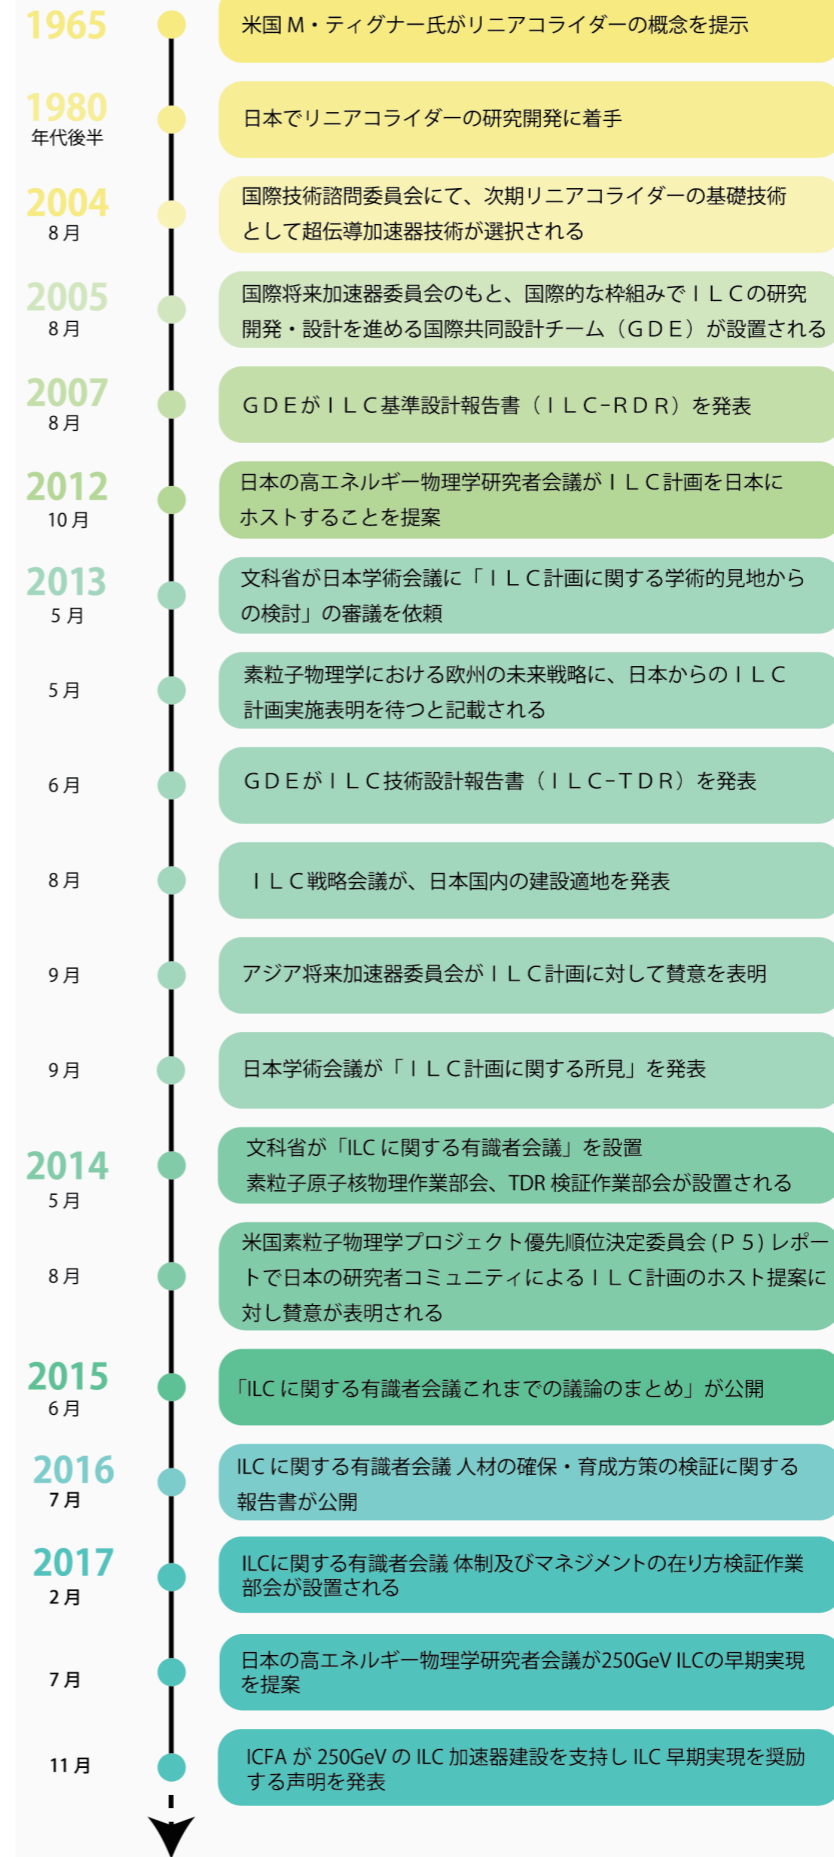 1965
米国 M・ティグナー氏がリニアコライダーの概念を提示
1980
年代後半
日本でリニアコライダーの研究開発に着手
2004
8 月
国際技術諮問委員会にて、次期リニアコライダーの基礎技術
として超伝導加速器技術が選択される
2005
8 月
国際将来加速器委員会のもと、国際的な枠組みでＩＬＣの研究
開発・設計を進める国際共同設計チーム（ＧＤＥ）が設置される
2007
8 月
ＧＤＥがＩＬＣ基準設計報告書（ＩＬＣ−ＲＤＲ）を発表
2012
10 月
日本の高エネルギー物理学研究者会議がＩＬＣ計画を日本に
ホストすることを提案
2013
5 月
文科省が日本学術会議に「ＩＬＣ計画に関する学術的見地から
の検討」の審議を依頼
5 月
素粒子物理学における欧州の未来戦略に、日本からのＩＬＣ
計画実施表明を待つと記載される
6 月
ＧＤＥがＩＬＣ技術設計報告書（ＩＬＣ−ＴＤＲ）を発表
8 月
ＩＬＣ戦略会議が、日本国内の建設適地を発表
9 月
アジア将来加速器委員会がＩＬＣ計画に対して賛意を表明
9 月
日本学術会議が「ＩＬＣ計画に関する所見」を発表
2014
5 月
文科省が「ILC に関する有識者会議」を設置
素粒子原子核物理作業部会、TDR 検証作業部会が設置される
8 月
米国素粒子物理学プロジェクト優先順位決定委員会 (Ｐ５) レポー
トで日本の研究者コミュニティによるＩＬＣ計画のホスト提案に
対し賛意が表明される
2015
6 月
「ILC に関する有識者会議これまでの議論のまとめ」が公開
2016
7 月
ILC に関する有識者会議 人材の確保・育成方策の検証に関する
報告書が公開
2017
2 月
ILCに関する有識者会議 体制及びマネジメントの在り方検証作業
部会が設置される
7 月
日本の高エネルギー物理学研究者会議が250GeV ILCの早期実現
を提案
11 月
ICFA が 250GeV の ILC 加速器建設を支持し ILC 早期実現を奨励
する声明を発表